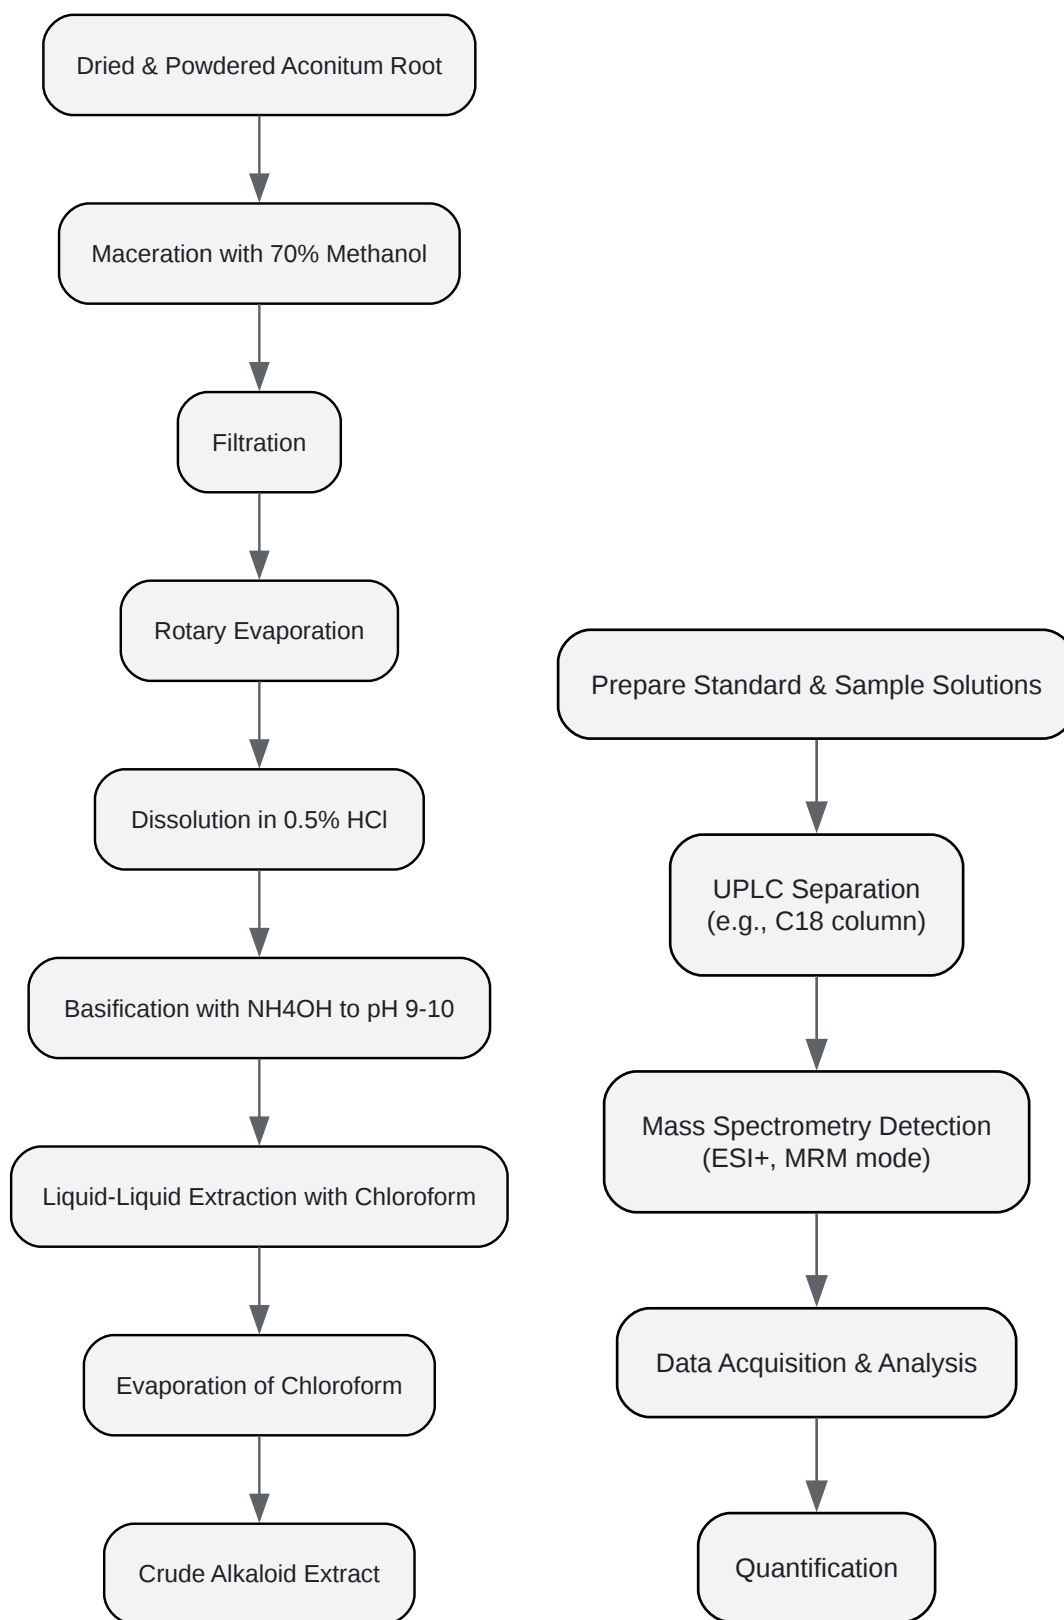 Dried & Powdered Aconitum Root
Maceration with 70% Methanol
Filtration
Rotary Evaporation
Dissolution in 0.5% HCl
Basification with NH4OH to pH 9-10
Liquid-Liquid Extraction with Chloroform
Evaporation of Chloroform
Crude Alkaloid Extract
Prepare Standard & Sample Solutions
UPLC Separation
(e.g., C18 column)
Mass Spectrometry Detection
(ESI+, MRM mode)
Data Acquisition & Analysis
Quantification